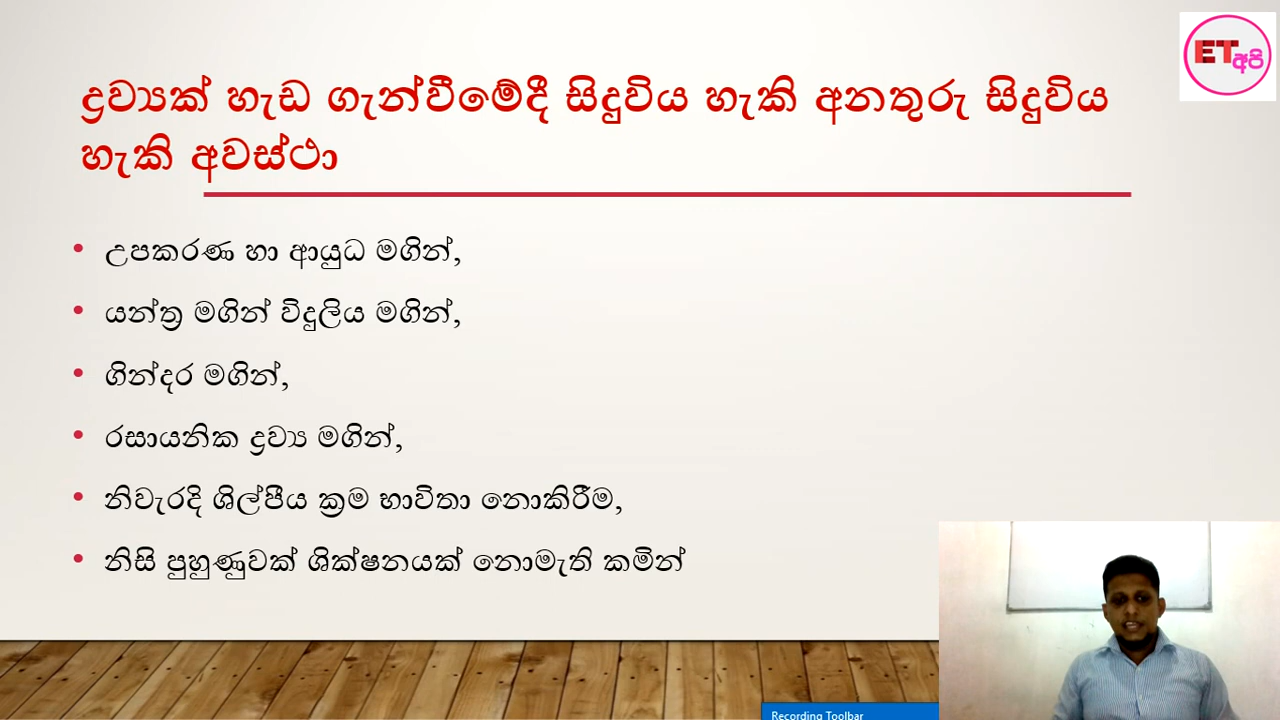 ET අපි
ද්‍රව්‍යක් හැඩ ගැන්වීමේදී සිදුවිය හැකි අනතුරු සිදුවිය
හැකි අවස්ථා
• උපකරණ හා ආයුධ මගින්,
• යන්ත්‍ර මගින් විදුලිය මගින්,
• ගින්දර මගින්,
• රසායනික ද්‍රව්‍ය මගින්,
• නිවැරදි ශිල්පීය ක්‍රම භාවිතා නොකිරීම,
• නිසි පුහුණුවක් ශික්ෂනයක් නොමැති කමින්
Recording Toolbar